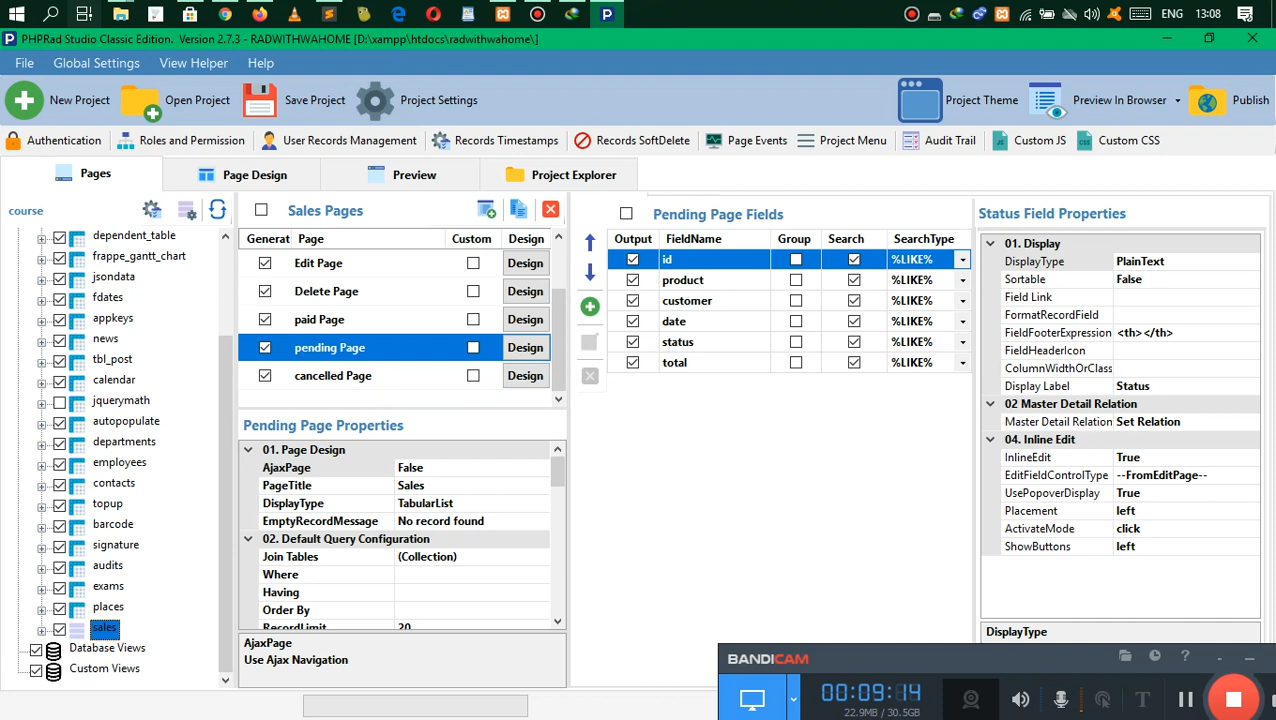 ENG
08:08
PHPRad Studio Classic Edition. Version 2.7.3 - RADWITHWAHOME [D:\xampp\htdocs\radwithwahome\]
File Global Settings View Helper Help
New Project Open Project Save Project Project Settings Project Theme Preview In Browser Publish
Authentication Roles and Permission User Records Management Records Timestamps Records SoftDelete Page Events Project Menu Audit Trail Custom JS Custom CSS
Pages Page Design Preview Project Explorer
course
dependent_table
frappe_gantt_chart
jsondata
fdates
appkeys
news
tbl_post
calendar
jquerymath
autopopulate
departments
employees
contacts
topup
barcode
signature
audits
exams
places
sales
Database Views
Custom Views
Sales Pages
Generat Page Custom Design
Edit Page Design
Delete Page Design
paid Page Design
pending Page Design
cancelled Page Design
Pending Page Properties
01. Page Design
AjaxPage False
PageTitle Sales
DisplayType TabularList
EmptyRecordMessage No record found
02. Default Query Configuration
Join Tables (Collection)
Where
Having
Order By
RecordLimit 20
AjaxPage
Use Ajax Navigation
Pending Page Fields
Output FieldName Group Search SearchType
id %LIKE%
product %LIKE%
customer %LIKE%
date %LIKE%
status %LIKE%
total %LIKE%
Status Field Properties
01. Display
DisplayType PlainText
Sortable False
Field Link
FormatRecordField
FieldFooterExpression <th></th>
FieldHeaderIcon
ColumnWidthOrClass
Display Label Status
02 Master Detail Relation
Master Detail Relation Set Relation
04. Inline Edit
InlineEdit True
EditFieldControlType --FromEditPage--
UsePopoverDisplay True
Placement left
ActivateMode click
ShowButtons left
DisplayType
BANDICAM
00:09:14
22.9MB / 30.5GB